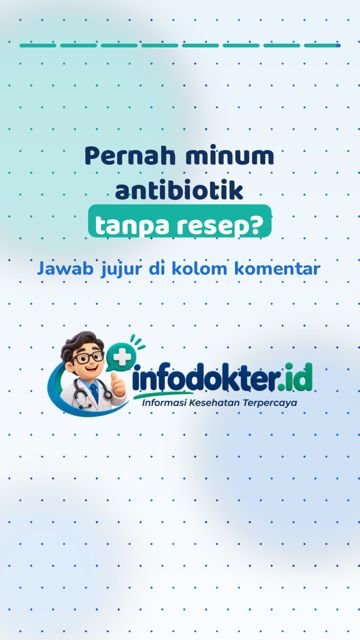 Pernah minum
antibiotik
tanpa resep?
Jawab jujur di kolom komentar
infodokter.id
Informasi Kesehatan Terpercaya